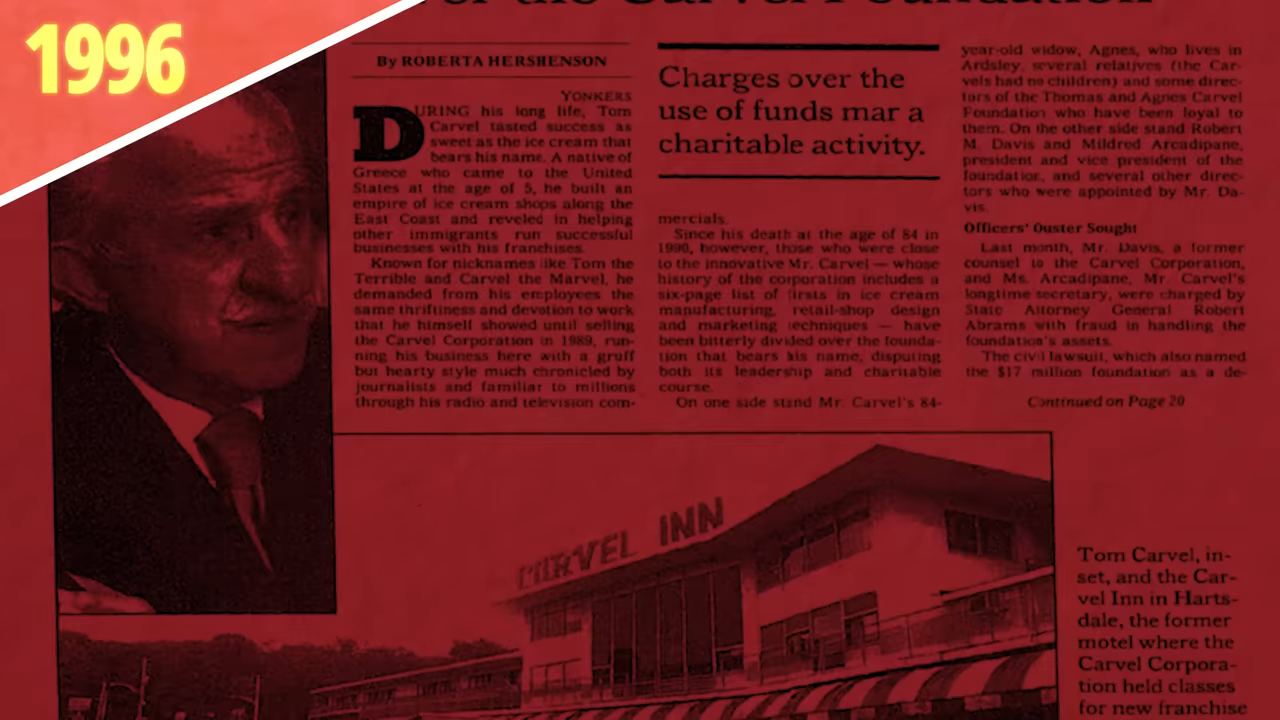 1996
By ROBERTA HERSHENSON
YONKERS
DURING his long life, Tom
Carvel tasted success as
sweet as the ice cream that
bears his name. A native of
Greece who came to the United
States at the age of 5, he built an
empire of ice cream shops along the
East Coast and reveled in helping
other immigrants run successful
businesses with his franchises.
Known for nicknames like Tom the
Terrible and Carvel the Marvel, he
demanded from his employees the
same thriftiness and devotion to work
that he himself showed until selling
the Carvel Corporation in 1989, run-
ning his business here with a gruff
but hearty style much chronicled by
journalists and familiar to millions
through his radio and television com-
Charges over the
use of funds mar a
charitable activity.
mercials.
Since his death at the age of 84 in
1990, however, those who were close
to the innovative Mr. Carvel — whose
history of the corporation includes a
six-page list of firsts in ice cream
manufacturing, retail-shop design
and marketing techniques — have
been bitterly divided over the founda-
tion that bears his name, disputing
both its leadership and charitable
course.
On one side stand Mr. Carvel's 84-
year-old widow, Agnes, who lives in
Ardsley, several relatives (the Car-
vels had no children) and some direc-
tors of the Thomas and Agnes Carvel
Foundation who have been loyal to
them. On the other side stand Robert
M. Davis and Mildred Arcadipane,
president and vice president of the
foundation, and several other direc-
tors who were appointed by Mr. Da-
vis.
Officers' Ouster Sought
Last month, Mr. Davis, a former
counsel to the Carvel Corporation,
and Ms. Arcadipane, Mr. Carvel's
longtime secretary, were charged by
State Attorney General Robert
Abrams with fraud in handling the
foundation's assets.
The civil lawsuit, which also named
the $17 million foundation as a de-
Continued on Page 20
CARVEL INN
Tom Carvel, in-
set, and the Car-
vel Inn in Harts-
dale, the former
motel where the
Carvel Corpora-
tion held classes
for new franchise